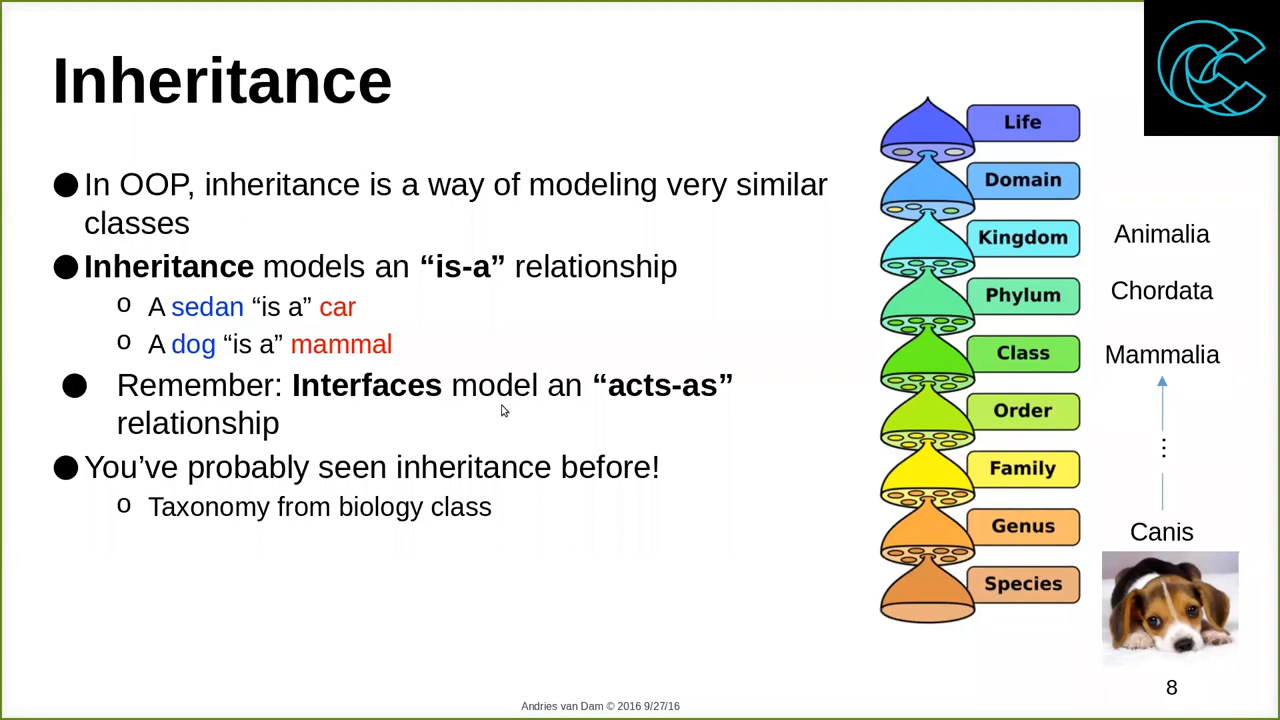 Inheritance
● In OOP, inheritance is a way of modeling very similar
classes
● Inheritance models an “is-a” relationship
o A sedan “is a” car
o A dog “is a” mammal
● Remember: Interfaces model an “acts-as”
relationship
● You’ve probably seen inheritance before!
o Taxonomy from biology class
Life
Domain
Kingdom Animalia
Phylum Chordata
Class Mammalia
Order
⋮
Family
Genus Canis
Species
8
Andries van Dam © 2016 9/27/16